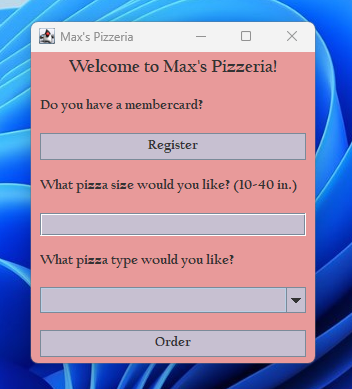 Max's Pizzeria
Welcome to Max's Pizzeria!
Do you have a membercard?
Register
What pizza size would you like? (10-40 in.)
What pizza type would you like?
Order